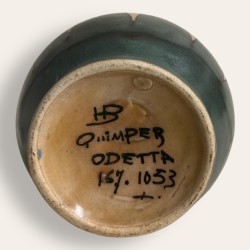 HB
QUIMPER
ODETTA
167.1053